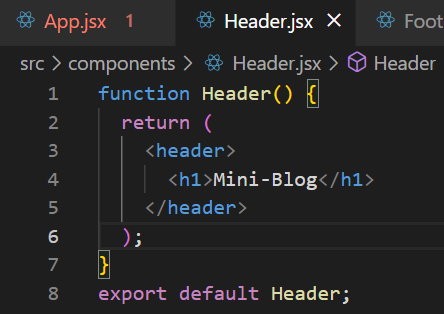 App.jsx 1 Header.jsx × Foot
src > components > Header.jsx > Header
1 function Header() {
2   return (
3     <header>
4       <h1>Mini-Blog</h1>
5     </header>
6   );
7 }
8 export default Header;